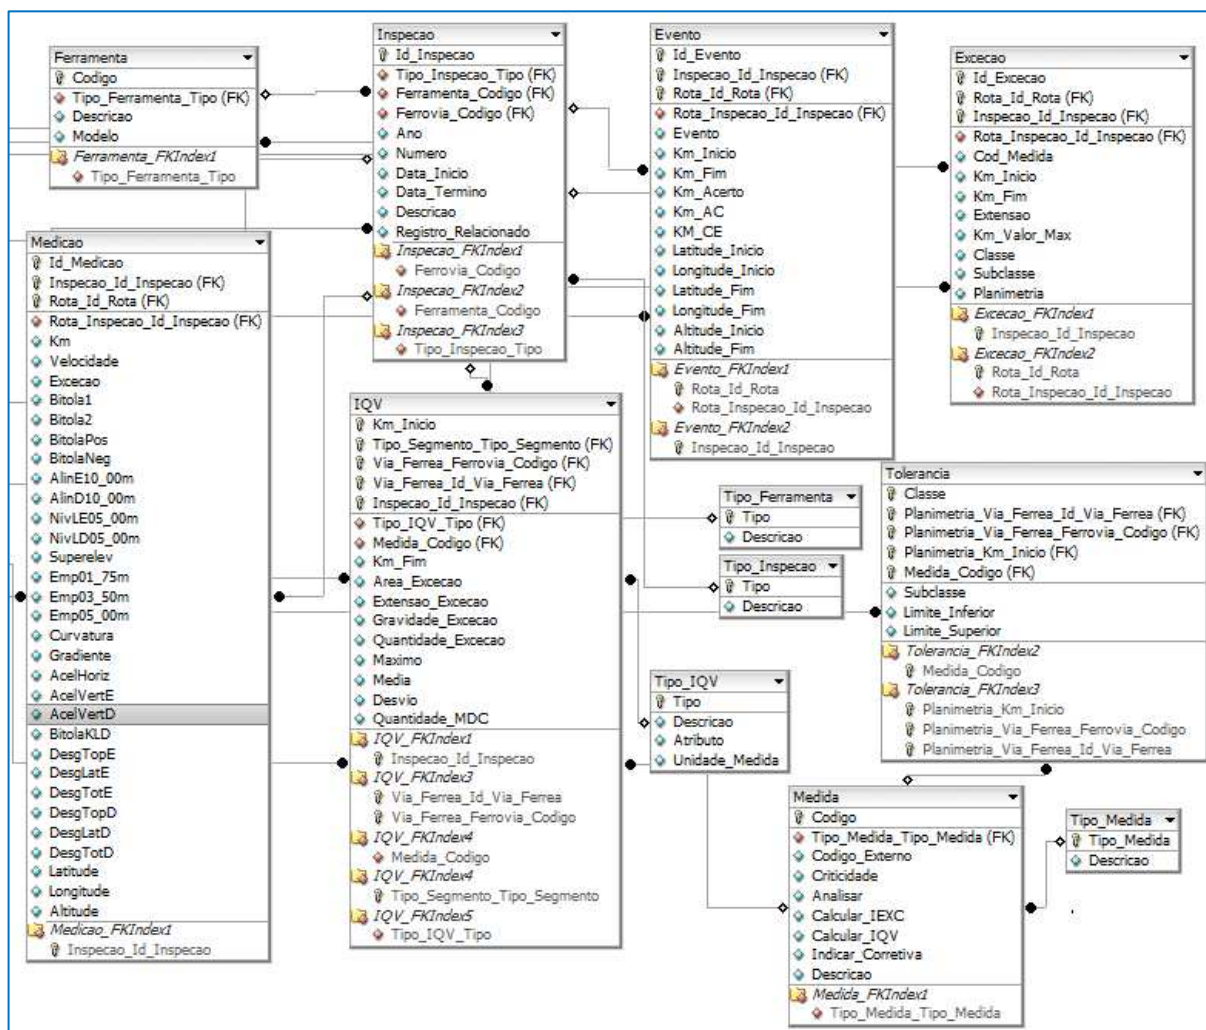 Ferramenta
Codigo
Tipo_Ferramenta_Tipo (FK)
Descricao
Modelo
Ferramenta_FKIndex1
Tipo_Ferramenta_Tipo
Inspecao
Id_Inspecao
Tipo_Inspecao_Tipo (FK)
Ferramenta_Codigo (FK)
Ferrovia_Codigo (FK)
Ano
Numero
Data_Inicio
Data_Termino
Descricao
Registro_Relacionado
Inspecao_FKIndex1
Ferrovia_Codigo
Inspecao_FKIndex2
Ferramenta_Codigo
Inspecao_FKIndex3
Tipo_Inspecao_Tipo
Evento
Id_Evento
Inspecao_Id_Inspecao (FK)
Rota_Id_Rota (FK)
Rota_Inspecao_Id_Inspecao (FK)
Evento
Km_Inicio
Km_Fim
Km_Acerto
Km_AC
KM_CE
Latitude_Inicio
Longitude_Inicio
Latitude_Fim
Longitude_Fim
Altitude_Inicio
Altitude_Fim
Evento_FKIndex1
Rota_Id_Rota
Rota_Inspecao_Id_Inspecao
Evento_FKIndex2
Inspecao_Id_Inspecao
Excecao
Id_Excecao
Rota_Id_Rota (FK)
Inspecao_Id_Inspecao (FK)
Rota_Inspecao_Id_Inspecao (FK)
Cod_Medida
Km_Inicio
Km_Fim
Extensao
Km_Valor_Max
Classe
Subclasse
Planimetria
Excecao_FKIndex1
Inspecao_Id_Inspecao
Excecao_FKIndex2
Rota_Id_Rota
Rota_Inspecao_Id_Inspecao
Medicao
Id_Medicao
Inspecao_Id_Inspecao (FK)
Rota_Id_Rota (FK)
Rota_Inspecao_Id_Inspecao (FK)
Km
Velocidade
Excecao
Bitola1
Bitola2
BitolaPos
BitolaNeg
AlinE10_00m
AlinD10_00m
NivLE05_00m
NivLD05_00m
Superelev
Emp01_75m
Emp03_50m
Emp05_00m
Curvatura
Gradiente
AcelHoriz
AcelVertE
AcelVertD
BitolaKLD
DesgTopE
DesgLatE
DesgTotE
DesgTopD
DesgLatD
DesgTotD
Latitude
Longitude
Altitude
Medicao_FKIndex1
Inspecao_Id_Inspecao
IQV
Km_Inicio
Tipo_Segmento_Tipo_Segmento (FK)
Via_Ferrea_Ferrovia_Codigo (FK)
Via_Ferrea_Id_Via_Ferrea (FK)
Inspecao_Id_Inspecao (FK)
Tipo_IQV_Tipo (FK)
Medida_Codigo (FK)
Km_Fim
Area_Excecao
Extensao_Excecao
Gravidade_Excecao
Quantidade_Excecao
Maximo
Media
Desvio
Quantidade_MDC
IQV_FKIndex1
Inspecao_Id_Inspecao
IQV_FKIndex3
Via_Ferrea_Id_Via_Ferrea
Via_Ferrea_Ferrovia_Codigo
IQV_FKIndex4
Medida_Codigo
IQV_FKIndex4
Tipo_Segmento_Tipo_Segmento
IQV_FKIndex5
Tipo_IQV_Tipo
Tipo_Ferramenta
Tipo
Descricao
Tipo_Inspecao
Tipo
Descricao
Tolerancia
Classe
Planimetria_Via_Ferrea_Id_Via_Ferrea (FK)
Planimetria_Via_Ferrea_Ferrovia_Codigo (FK)
Planimetria_Km_Inicio (FK)
Medida_Codigo (FK)
Subclasse
Limite_Inferior
Limite_Superior
Tolerancia_FKIndex2
Medida_Codigo
Tolerancia_FKIndex3
Planimetria_Km_Inicio
Planimetria_Via_Ferrea_Ferrovia_Codigo
Planimetria_Via_Ferrea_Id_Via_Ferrea
Tipo_IQV
Tipo
Descricao
Atributo
Unidade_Medida
Medida
Codigo
Tipo_Medida_Tipo_Medida (FK)
Codigo_Externo
Criticidade
Analisar
Calcular_IEXC
Calcular_IQV
Indicar_Corretiva
Descricao
Medida_FKIndex1
Tipo_Medida_Tipo_Medida
Tipo_Medida
Tipo_Medida
Descricao